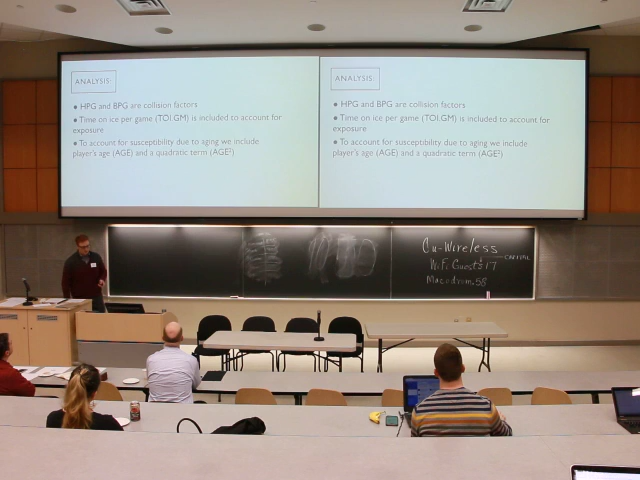 ANALYSIS:
• HPG and BPG are collision factors
• Time on ice per game (TOI.GM) is included to account for
exposure
• To account for susceptibility due to aging we include
player's age (AGE) and a quadratic term (AGE²)
ANALYSIS:
• HPG and BPG are collision factors
• Time on ice per game (TOI.GM) is included to account for
exposure
• To account for susceptibility due to aging we include
player's age (AGE) and a quadratic term (AGE²)
Cu-Wireless
WiFi Guest